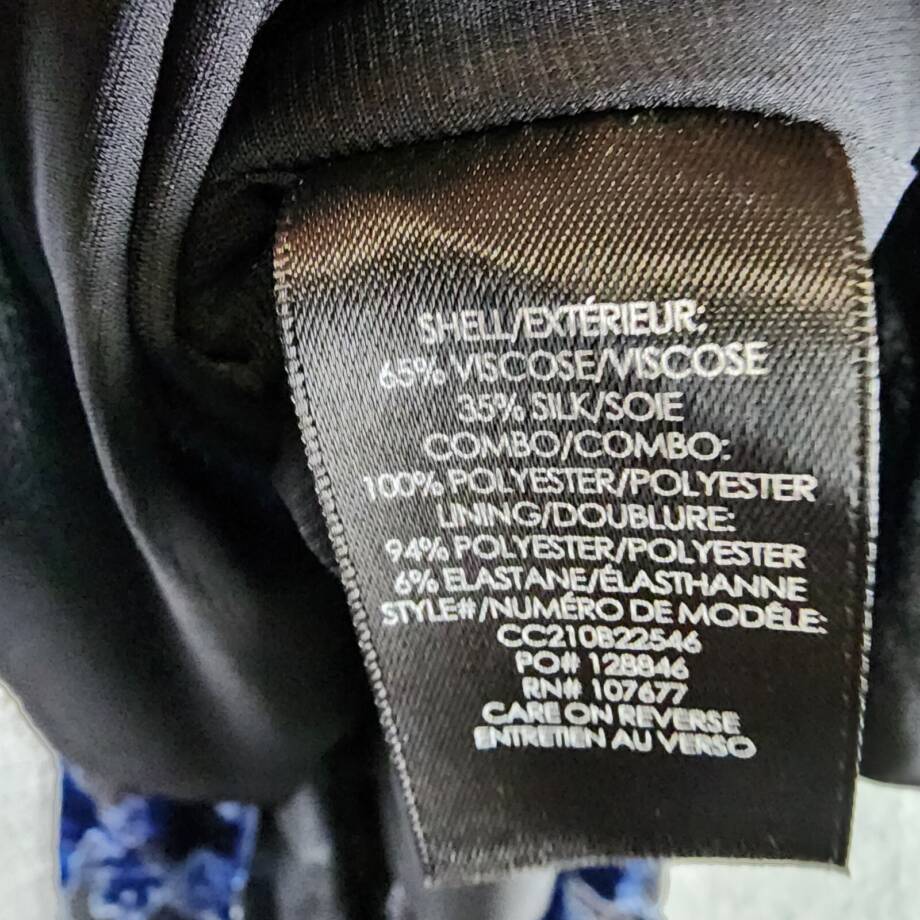 SHELL/EXTÉRIEUR:
65% VISCOSE/VISCOSE
35% SILK/SOIE
COMBO/COMBO:
100% POLYESTER/POLYESTER
LINING/DOUBLURE:
94% POLYESTER/POLYESTER
6% ELASTANE/ÉLASTHANNE
STYLE#/NUMÉRO DE MODÉLE:
CC210B22546
PO# 128846
RN# 107677
CARE ON REVERSE
ENTRETIEN AU VERSO